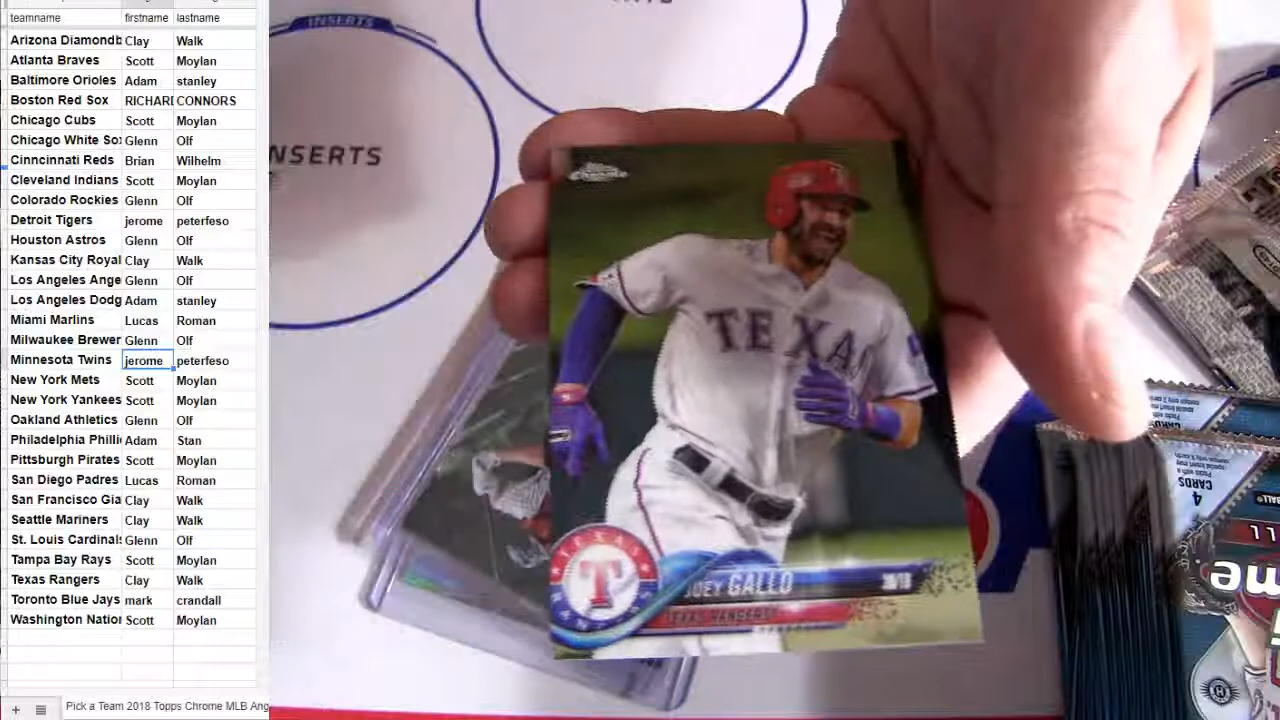 teamname firstname lastname
Arizona Diamondb Clay Walk
Atlanta Braves Scott Moylan
Baltimore Orioles Adam stanley
Boston Red Sox RICHARD CONNORS
Chicago Cubs Scott Moylan
Chicago White So Glenn Olf
Cinncinnati Reds Brian Wilhelm
Cleveland Indians Scott Moylan
Colorado Rockies Glenn Olf
Detroit Tigers jerome peterfeso
Houston Astros Glenn Olf
Kansas City Royal Clay Walk
Los Angeles Ange Glenn Olf
Los Angeles Dodg Adam stanley
Miami Marlins Lucas Roman
Milwaukee Brewer Glenn Olf
Minnesota Twins jerome peterfeso
New York Mets Scott Moylan
New York Yankees Scott Moylan
Oakland Athletics Glenn Olf
Philadelphia Philli Adam Stan
Pittsburgh Pirates Scott Moylan
San Diego Padres Lucas Roman
San Francisco Gia Clay Walk
Seattle Mariners Clay Walk
St. Louis Cardinals Glenn Olf
Tampa Bay Rays Scott Moylan
Texas Rangers Clay Walk
Toronto Blue Jays mark crandall
Washington Natio Scott Moylan
Pick a Team 2018 Topps Chrome MLB Ang
INSERTS
NSERTS
Chrome
TEXAS
TEXAS
T
RANGERS
JOEY GALLO
TEXAS RANGERS
4
CARDS